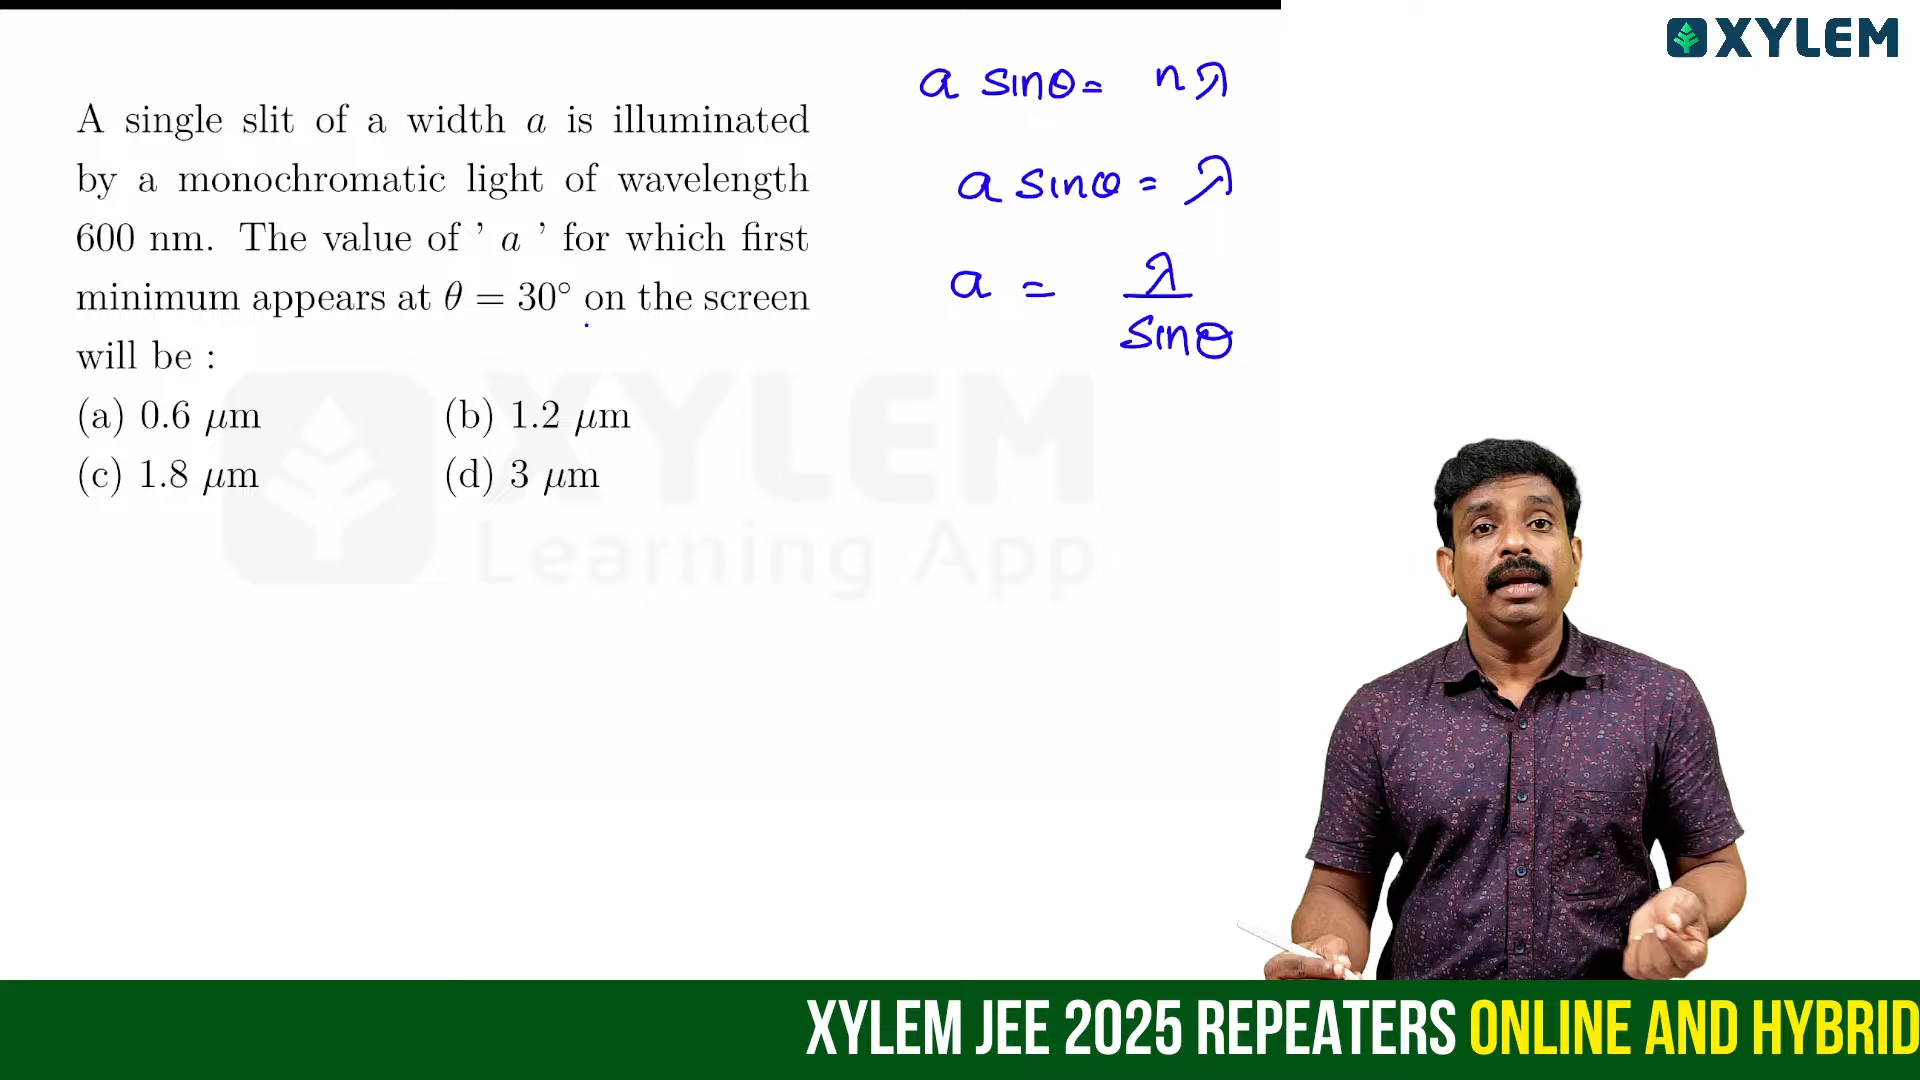 XYLEM
A single slit of a width a is illuminated
by a monochromatic light of wavelength
600 nm. The value of ' a ' for which first
minimum appears at θ = 30° on the screen
will be :
(a) 0.6 μm (b) 1.2 μm
(c) 1.8 μm (d) 3 μm
a sinθ = nλ
a sinθ = λ
a = λ
sinθ
XYLEM
Learning App
XYLEM JEE 2025 REPEATERS ONLINE AND HYBRID